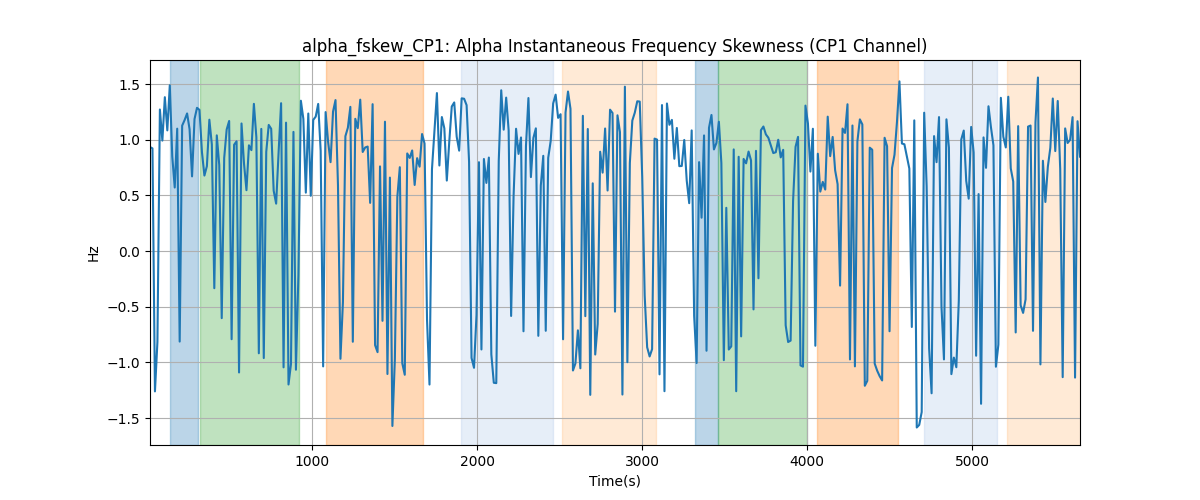 alpha_fskew_CP1: Alpha Instantaneous Frequency Skewness (CP1 Channel)
1.5
1.0
0.5
0.0
−0.5
−1.0
−1.5
Hz
1000 2000 3000 4000 5000
Time(s)